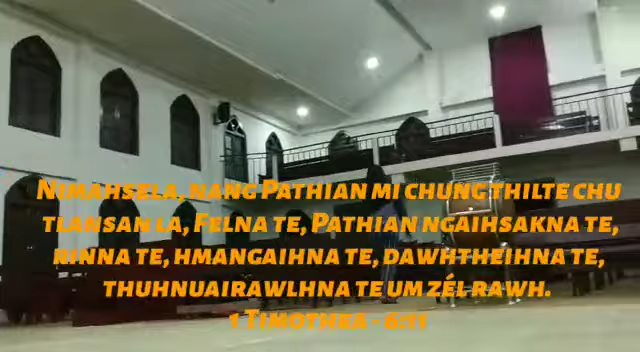 Nimahsela, nang Pathian mi chung thilte chu
tlansan la, Felna te, Pathian ngaihsakna te,
rinna te, hmangaihna te, dawhtheihna te,
thuhnuairawlhna te um zél rawh.
1 Timothea - 6:11